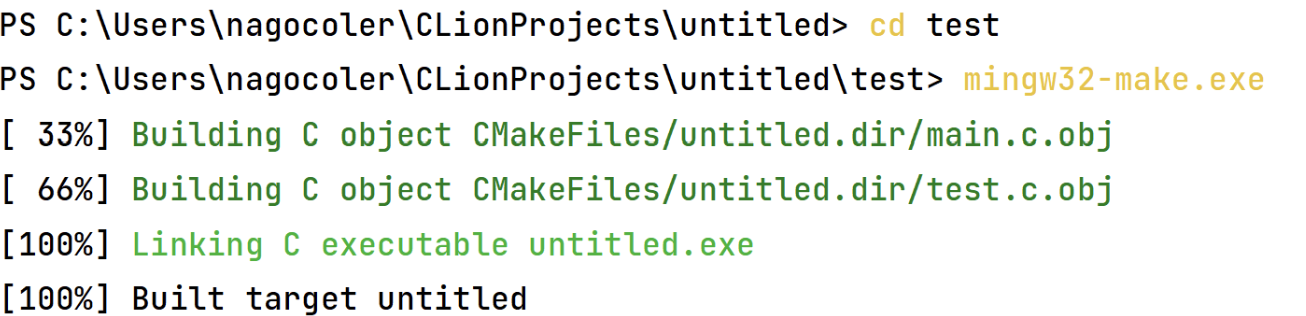 PS C:\Users\nagocoler\CLionProjects\untitled> cd test
PS C:\Users\nagocoler\CLionProjects\untitled\test> mingw32-make.exe
[ 33%] Building C object CMakeFiles/untitled.dir/main.c.obj
[ 66%] Building C object CMakeFiles/untitled.dir/test.c.obj
[100%] Linking C executable untitled.exe
[100%] Built target untitled